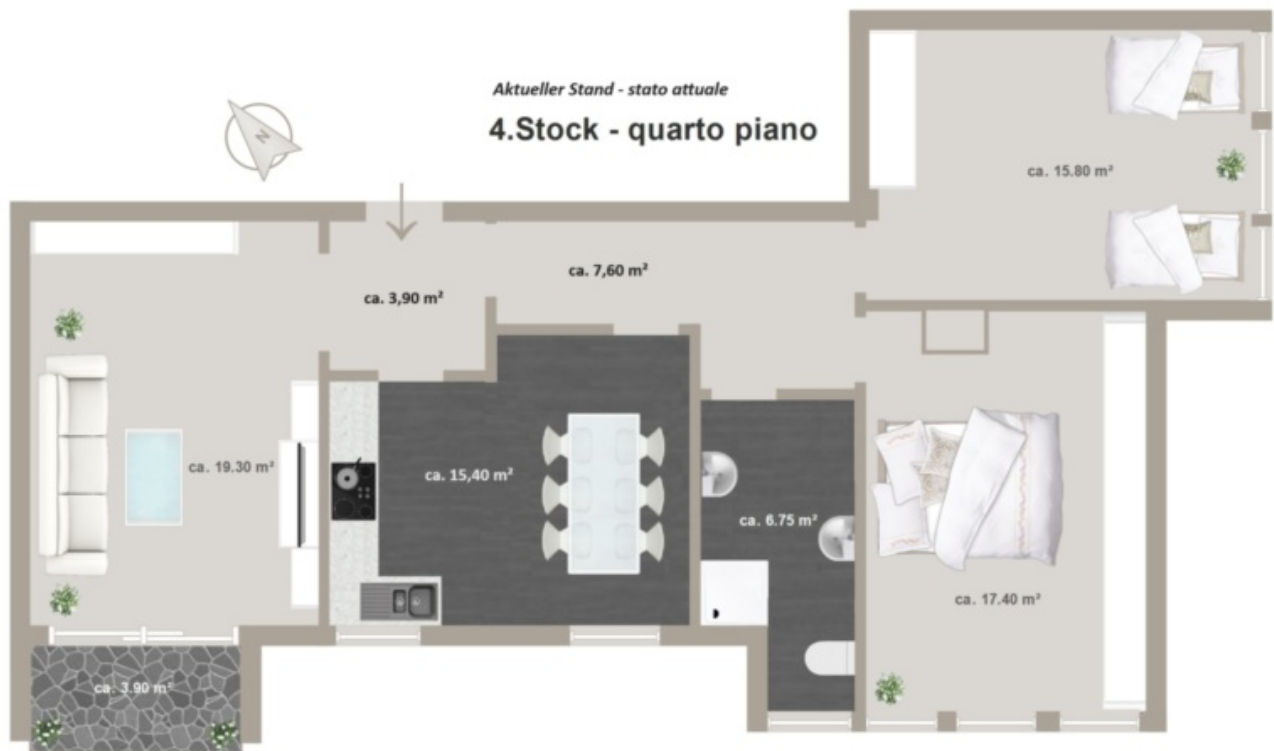 Aktueller Stand - stato attuale
4.Stock - quarto piano
N
ca. 15.80 m²
ca. 7,60 m²
ca. 3,90 m²
ca. 19.30 m²
ca. 15,40 m²
ca. 6.75 m²
ca. 17.40 m²
ca. 3.90 m²